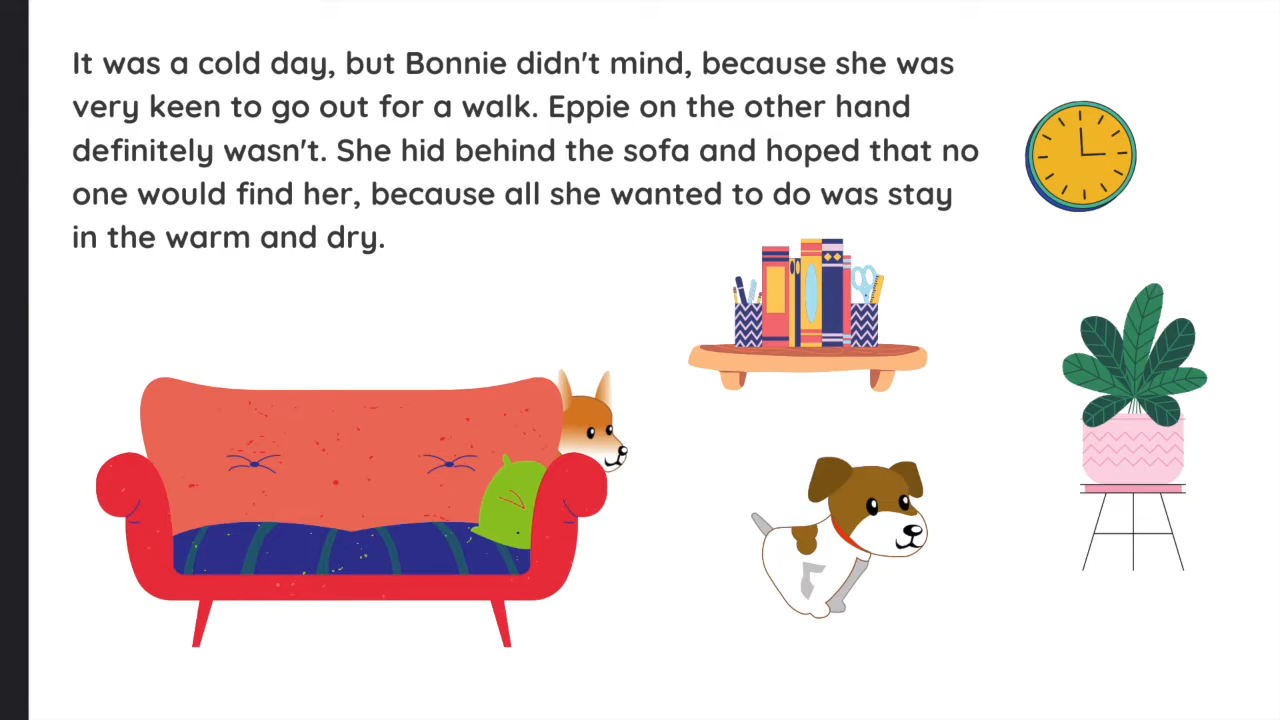 It was a cold day, but Bonnie didn't mind, because she was
very keen to go out for a walk. Eppie on the other hand
definitely wasn't. She hid behind the sofa and hoped that no
one would find her, because all she wanted to do was stay
in the warm and dry.